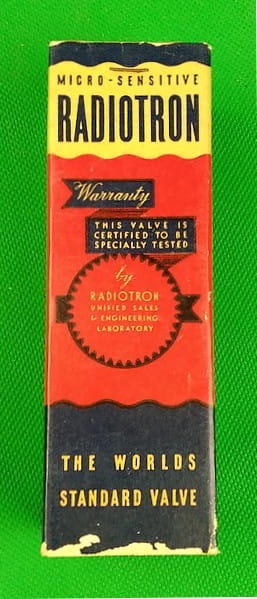 MICRO-SENSITIVE
RADIOTRON
Warranty
THIS VALVE IS
CERTIFIED TO BE
SPECIALLY TESTED
by
RADIOTRON
UNIFIED SALES
& ENGINEERING
LABORATORY
THE WORLDS
STANDARD VALVE